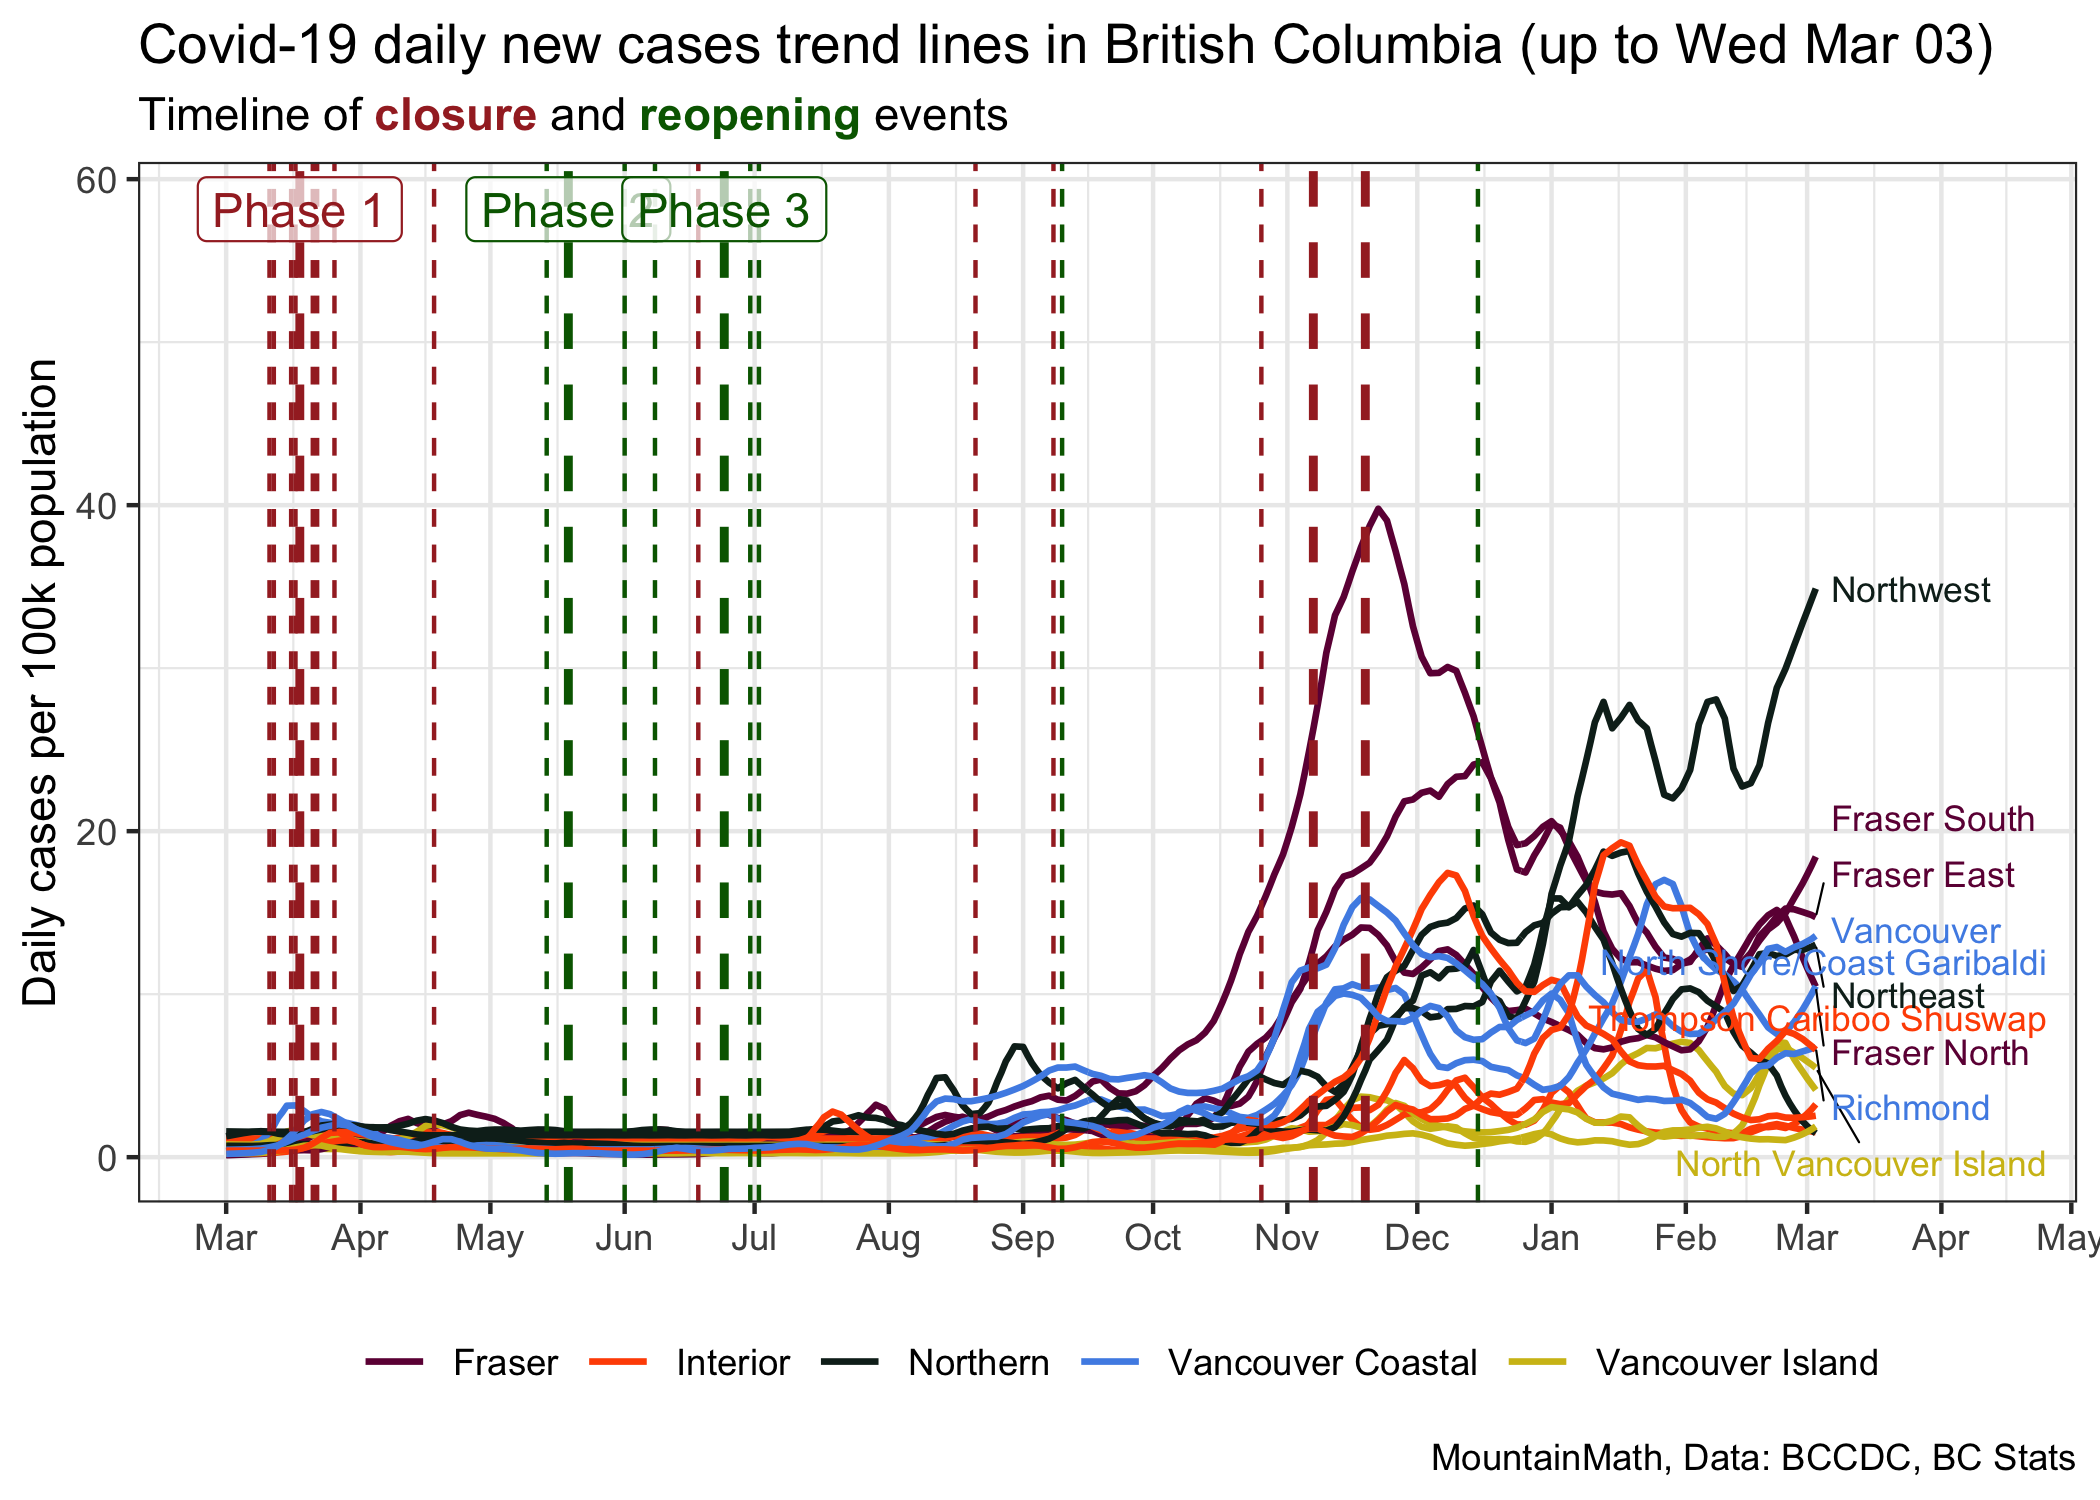 Covid-19 daily new cases trend lines in British Columbia (up to Wed Mar 03)
Timeline of closure and reopening events
Daily cases per 100k population
60
40
20
0
Phase 1
Phase 2
Phase 3
Northwest
Fraser South
Fraser East
Vancouver
North Shore/Coast Garibaldi
Northeast
Thompson Cariboo Shuswap
Fraser North
Richmond
North Vancouver Island
Mar Apr May Jun Jul Aug Sep Oct Nov Dec Jan Feb Mar Apr May
Fraser Interior Northern Vancouver Coastal Vancouver Island
MountainMath, Data: BCCDC, BC Stats